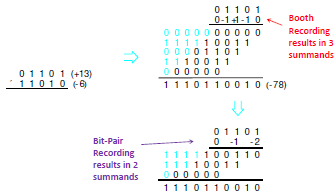 0 1 1 0 1
0 -1 +1 -1 0
Booth
Recording
results in 3
summands
0 0 0 0 0 0 0 0 0 0
1 1 1 1 1 0 0 1 1
0 0 0 0 1 1 0 1
1 1 1 0 0 1 1
0 0 0 0 0 0
1 1 1 0 1 1 0 0 1 0 (-78)
0 1 1 0 1 (+13)
1 1 0 1 0 (-6)
Bit-Pair
Recording
results in 2
summands
0 1 1 0 1
0 -1 -2
1 1 1 1 1 0 0 1 1 0
1 1 1 1 0 0 1 1
0 0 0 0 0 0
1 1 1 0 1 1 0 0 1 0